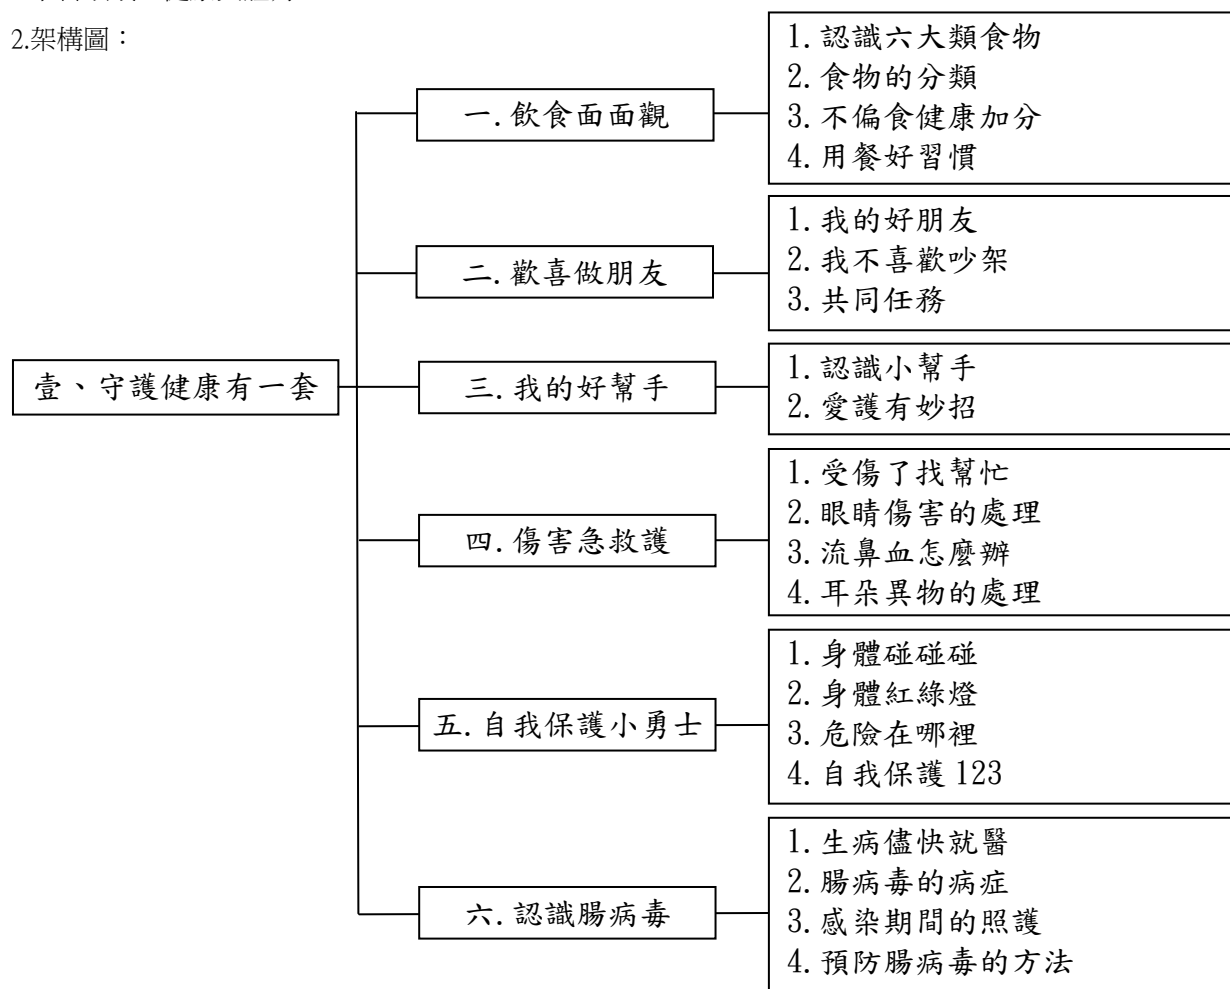 2.架構圖：
壹、守護健康有一套
一.飲食面面觀
1.認識六大類食物
2.食物的分類
3.不偏食健康加分
4.用餐好習慣
二.歡喜做朋友
1.我的好朋友
2.我不喜歡吵架
3.共同任務
三.我的好幫手
1.認識小幫手
2.愛護有妙招
四.傷害急救護
1.受傷了找幫忙
2.眼睛傷害的處理
3.流鼻血怎麼辦
4.耳朵異物的處理
五.自我保護小勇士
1.身體碰碰碰
2.身體紅綠燈
3.危險在哪裡
4.自我保護 123
六.認識腸病毒
1.生病儘快就醫
2.腸病毒的病症
3.感染期間的照護
4.預防腸病毒的方法